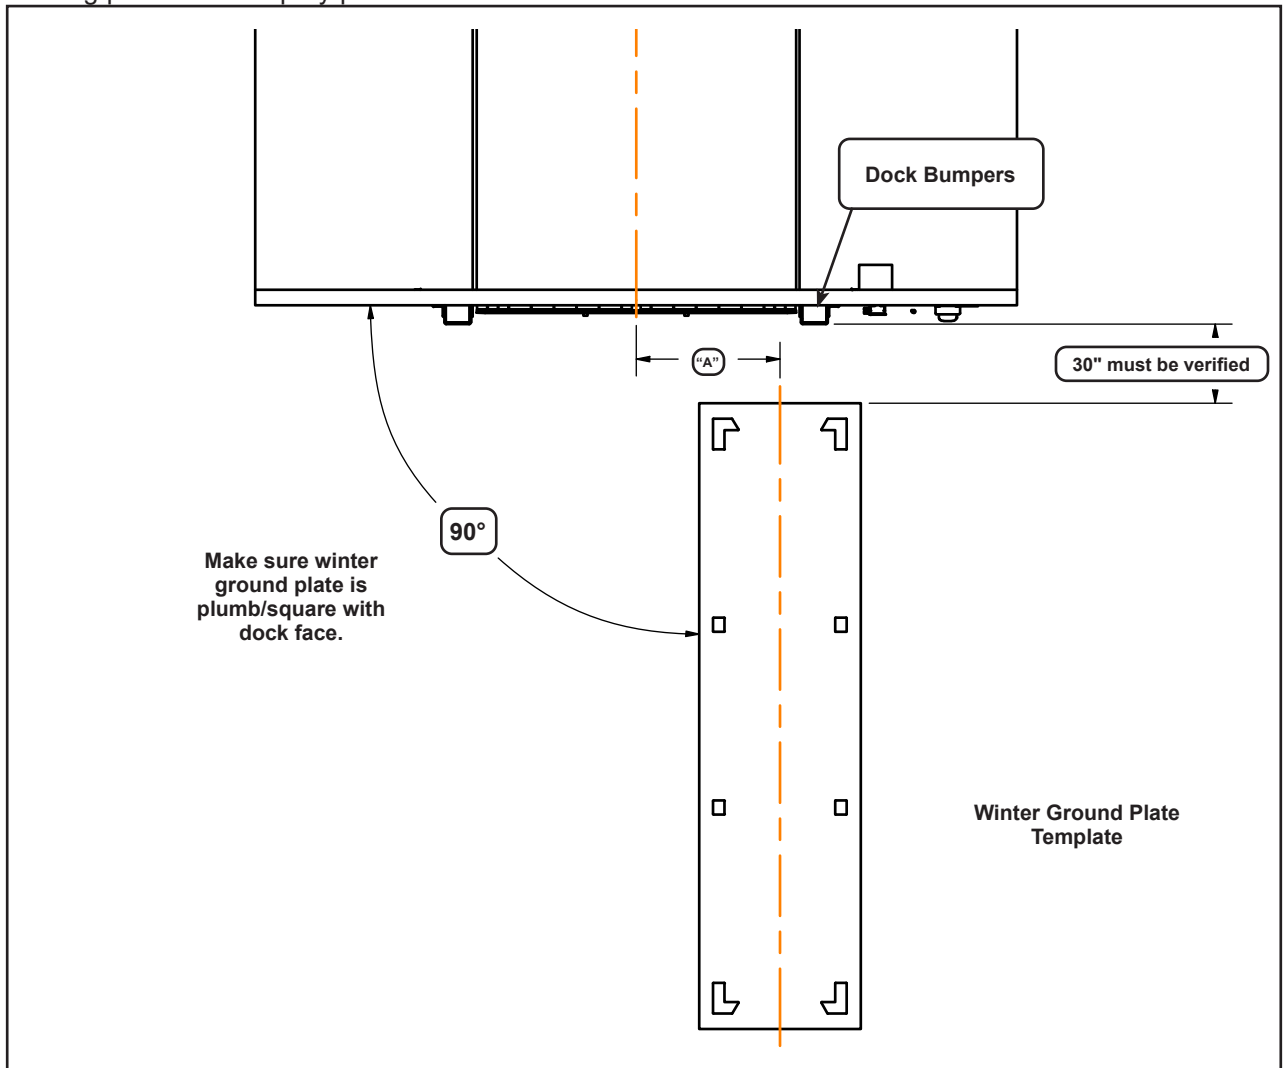 Dock Bumpers
"A"
30" must be verified
90°
Make sure winter
ground plate is
plumb/square with
dock face.
Winter Ground Plate
Template